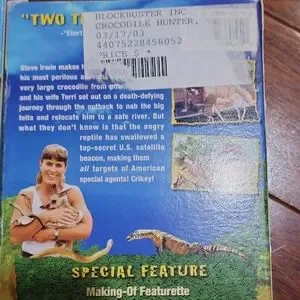 "TWO T
BLOCKBUSTER INC
CROCODILE HUNTER,
03/17/03
44075228458052
PRICE $
Steve Irwin makes h
his most perilous
very large crocodile from
and his wife Terri set out on a death-defying
journey through the outback to nab the big
fella and relocate him to a safe river. But
what they don't know is that the angry
reptile has swallowed a
top-secret U.S. satellite
beacon, making them
all targets of American
special agents! Crikey!
SPECIAL FEATURE
Making-Of Featurette